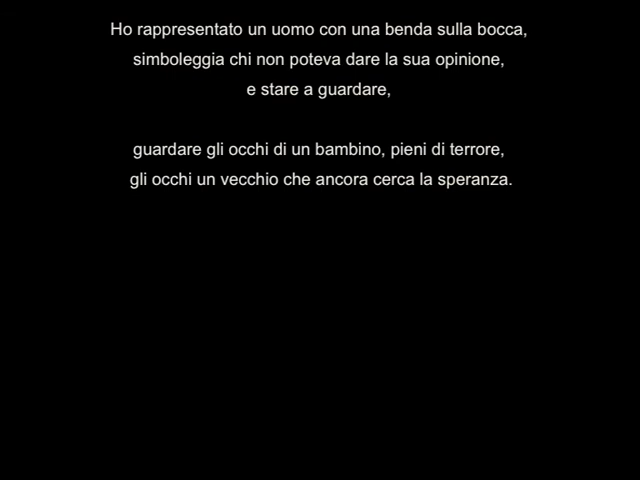 Ho rappresentato un uomo con una benda sulla bocca,
simboleggia chi non poteva dare la sua opinione,
e stare a guardare,
guardare gli occhi di un bambino, pieni di terrore,
gli occhi un vecchio che ancora cerca la speranza.